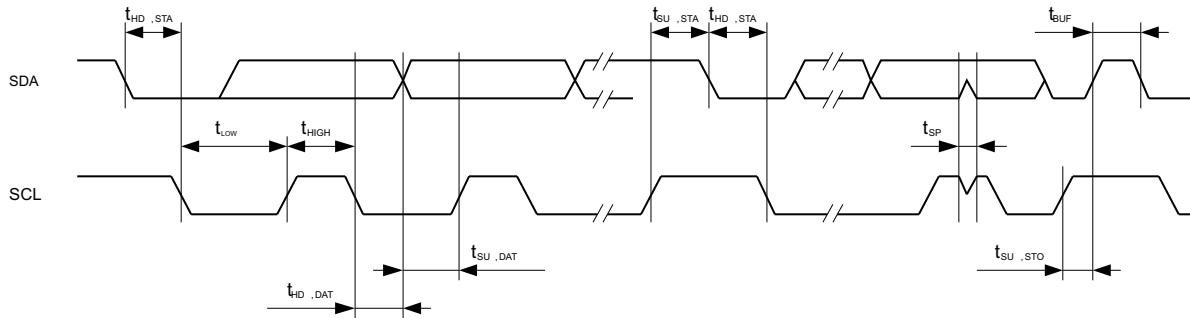 tHD ,STA
tSU ,STA
tHD ,STA
tBUF
SDA
tLOW
tHIGH
tSP
SCL
tSU ,DAT
tSU ,STO
tHD ,DAT